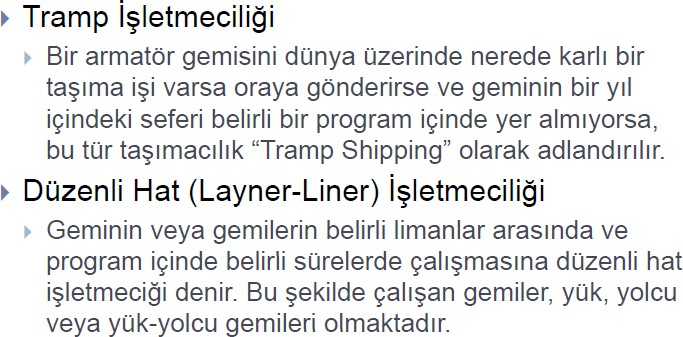 Tramp İşletmeciliği
Bir armatör gemisini dünya üzerinde nerede karlı bir
taşıma işi varsa oraya gönderirse ve geminin bir yıl
içindeki seferi belirli bir program içinde yer almıyorsa,
bu tür taşımacılık “Tramp Shipping” olarak adlandırılır.
Düzenli Hat (Layner-Liner) İşletmeciliği
Geminin veya gemilerin belirli limanlar arasında ve
program içinde belirli sürelerde çalışmasına düzenli hat
işletmeciği denir. Bu şekilde çalışan gemiler, yük, yolcu
veya yük-yolcu gemileri olmaktadır.